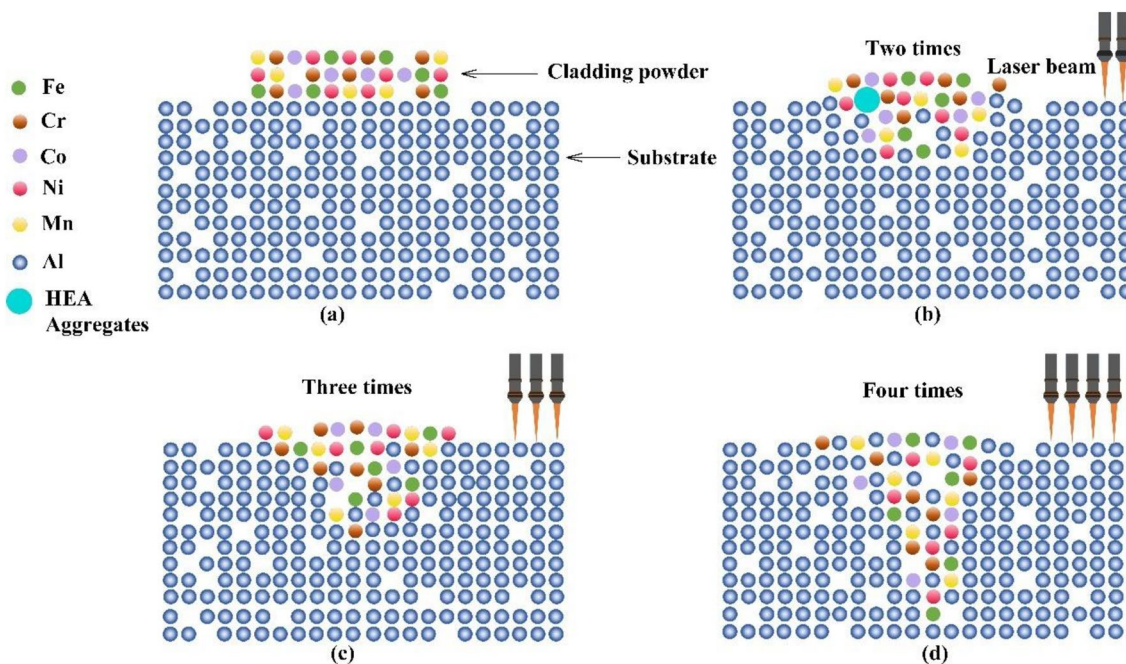 Fe
Cr
Co
Ni
Mn
Al
HEA
Aggregates
Cladding powder
Substrate
(a)
Two times
Laser beam
(b)
Three times
(c)
Four times
(d)